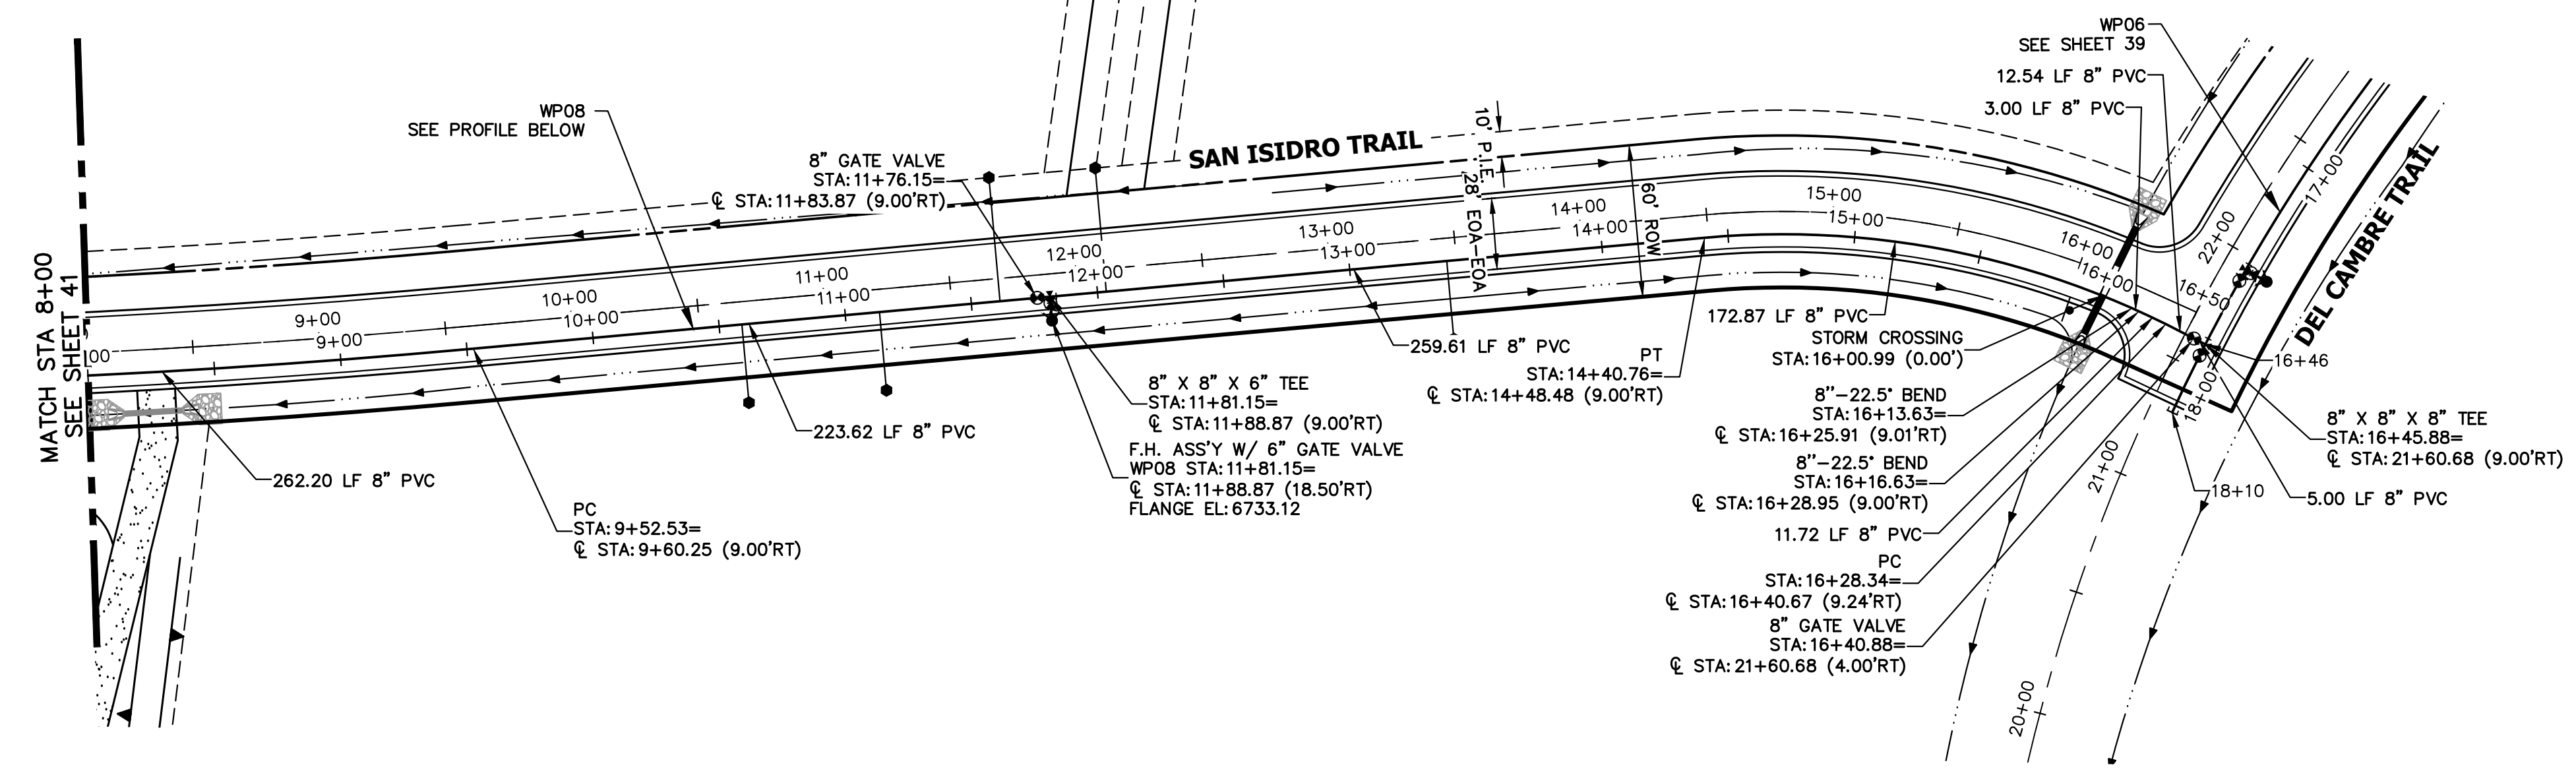 MATCH STA 8+00
SEE SHEET 41
WP08
SEE PROFILE BELOW
8" GATE VALVE
STA:11+76.15=
℄ STA:11+83.87 (9.00'RT)
SAN ISIDRO TRAIL
10' P.I.E.
28' EOA-EOA
60' ROW
WP06
SEE SHEET 39
12.54 LF 8" PVC
3.00 LF 8" PVC
DEL CAMBRE TRAIL
00
9+00
9+00
10+00
10+00
11+00
11+00
12+00
12+00
13+00
13+00
14+00
14+00
15+00
15+00
16+00
16+00
16+50
17+00
22+00
18+00
21+00
20+00
262.20 LF 8" PVC
PC
STA:9+52.53=
℄ STA:9+60.25 (9.00'RT)
223.62 LF 8" PVC
8" X 8" X 6" TEE
STA:11+81.15=
℄ STA:11+88.87 (9.00'RT)
F.H. ASS'Y W/ 6" GATE VALVE
WP08 STA:11+81.15=
℄ STA:11+88.87 (18.50'RT)
FLANGE EL:6733.12
259.61 LF 8" PVC
PT
STA:14+40.76=
℄ STA:14+48.48 (9.00'RT)
172.87 LF 8" PVC
STORM CROSSING
STA:16+00.99 (0.00')
8"-22.5° BEND
STA:16+13.63=
℄ STA:16+25.91 (9.01'RT)
8"-22.5° BEND
STA:16+16.63=
℄ STA:16+28.95 (9.00'RT)
11.72 LF 8" PVC
PC
STA:16+28.34=
℄ STA:16+40.67 (9.24'RT)
8" GATE VALVE
STA:16+40.88=
℄ STA:21+60.68 (4.00'RT)
16+46
8" X 8" X 8" TEE
STA:16+45.88=
℄ STA:21+60.68 (9.00'RT)
18+10
5.00 LF 8" PVC